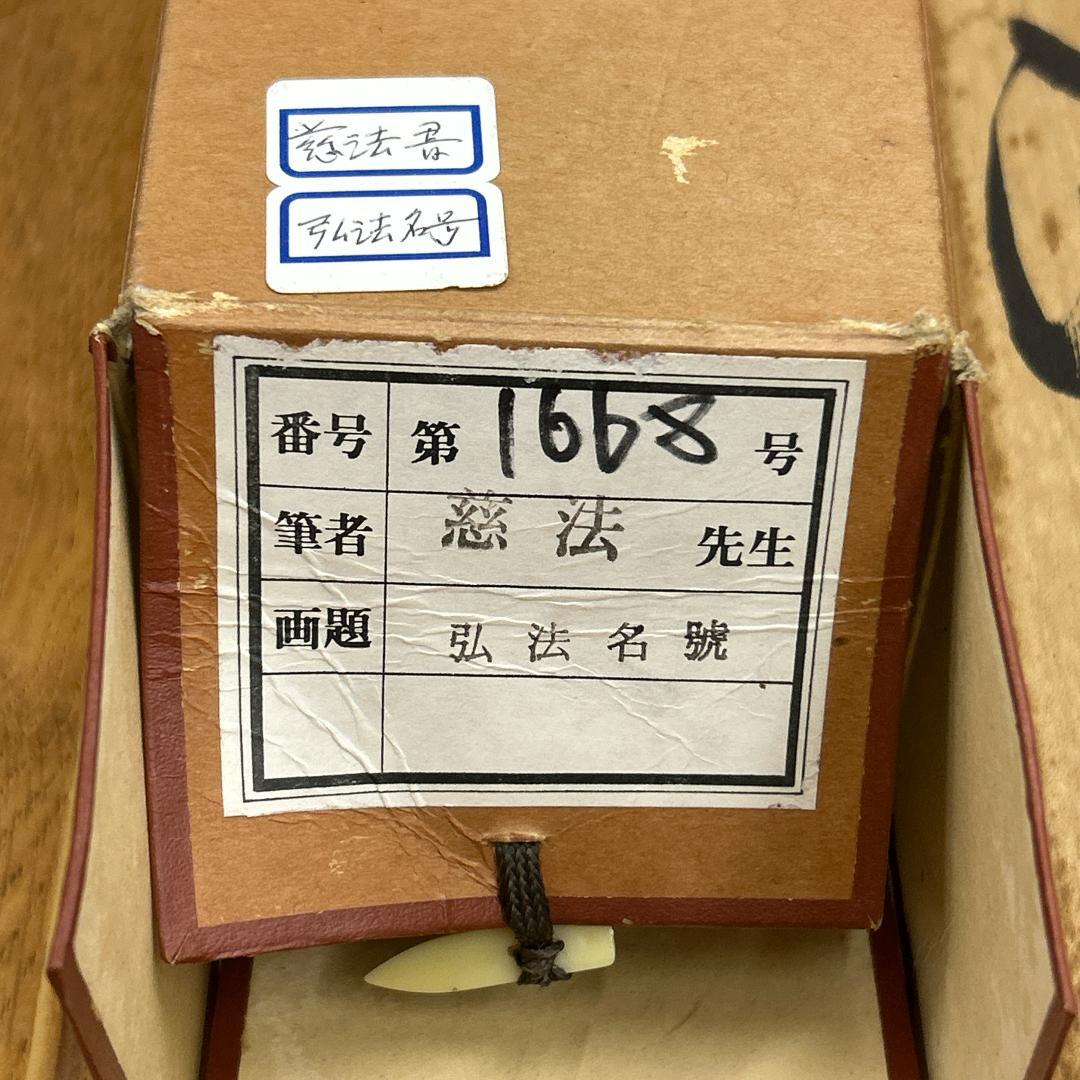 慈法書
弘法名号
番号 第 1668 号
筆者 慈法 先生
画題 弘法名號